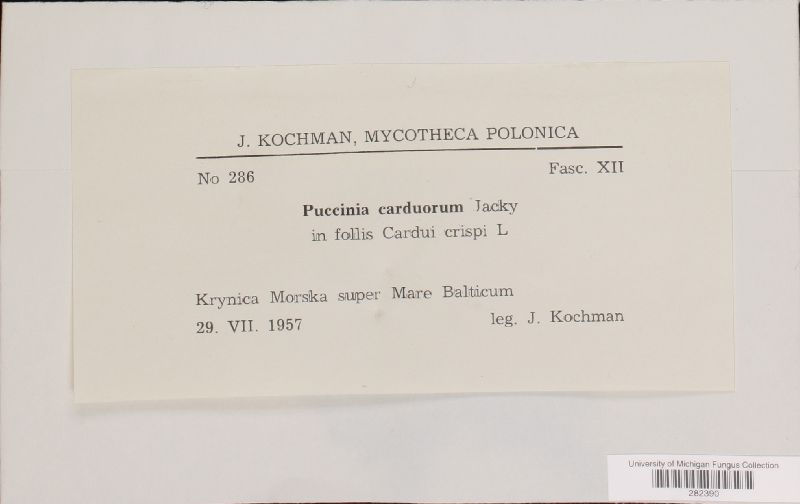 J. KOCHMAN, MYCOTHECA POLONICA
No 286
Fasc. XII
Puccinia carduorum Jacky
in follis Cardui crispi L
Krynica Morska super Mare Balticum
29. VII. 1957
leg. J. Kochman
University of Michigan Fungus Collection
282390